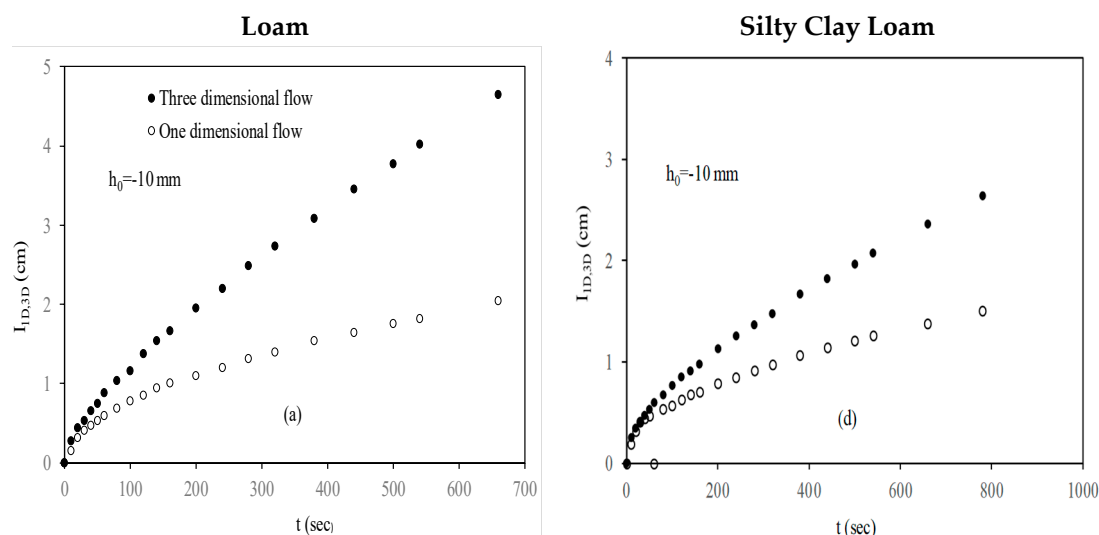 Loam
Silty Clay Loam
5
4
3
2
1
0
I1D,3D (cm)
Three dimensional flow
One dimensional flow
h0=-10 mm
(a)
0 100 200 300 400 500 600 700
t (sec)
4
3
2
1
0
I1D,3D (cm)
h0=-10 mm
(d)
0 200 400 600 800 1000
t (sec)